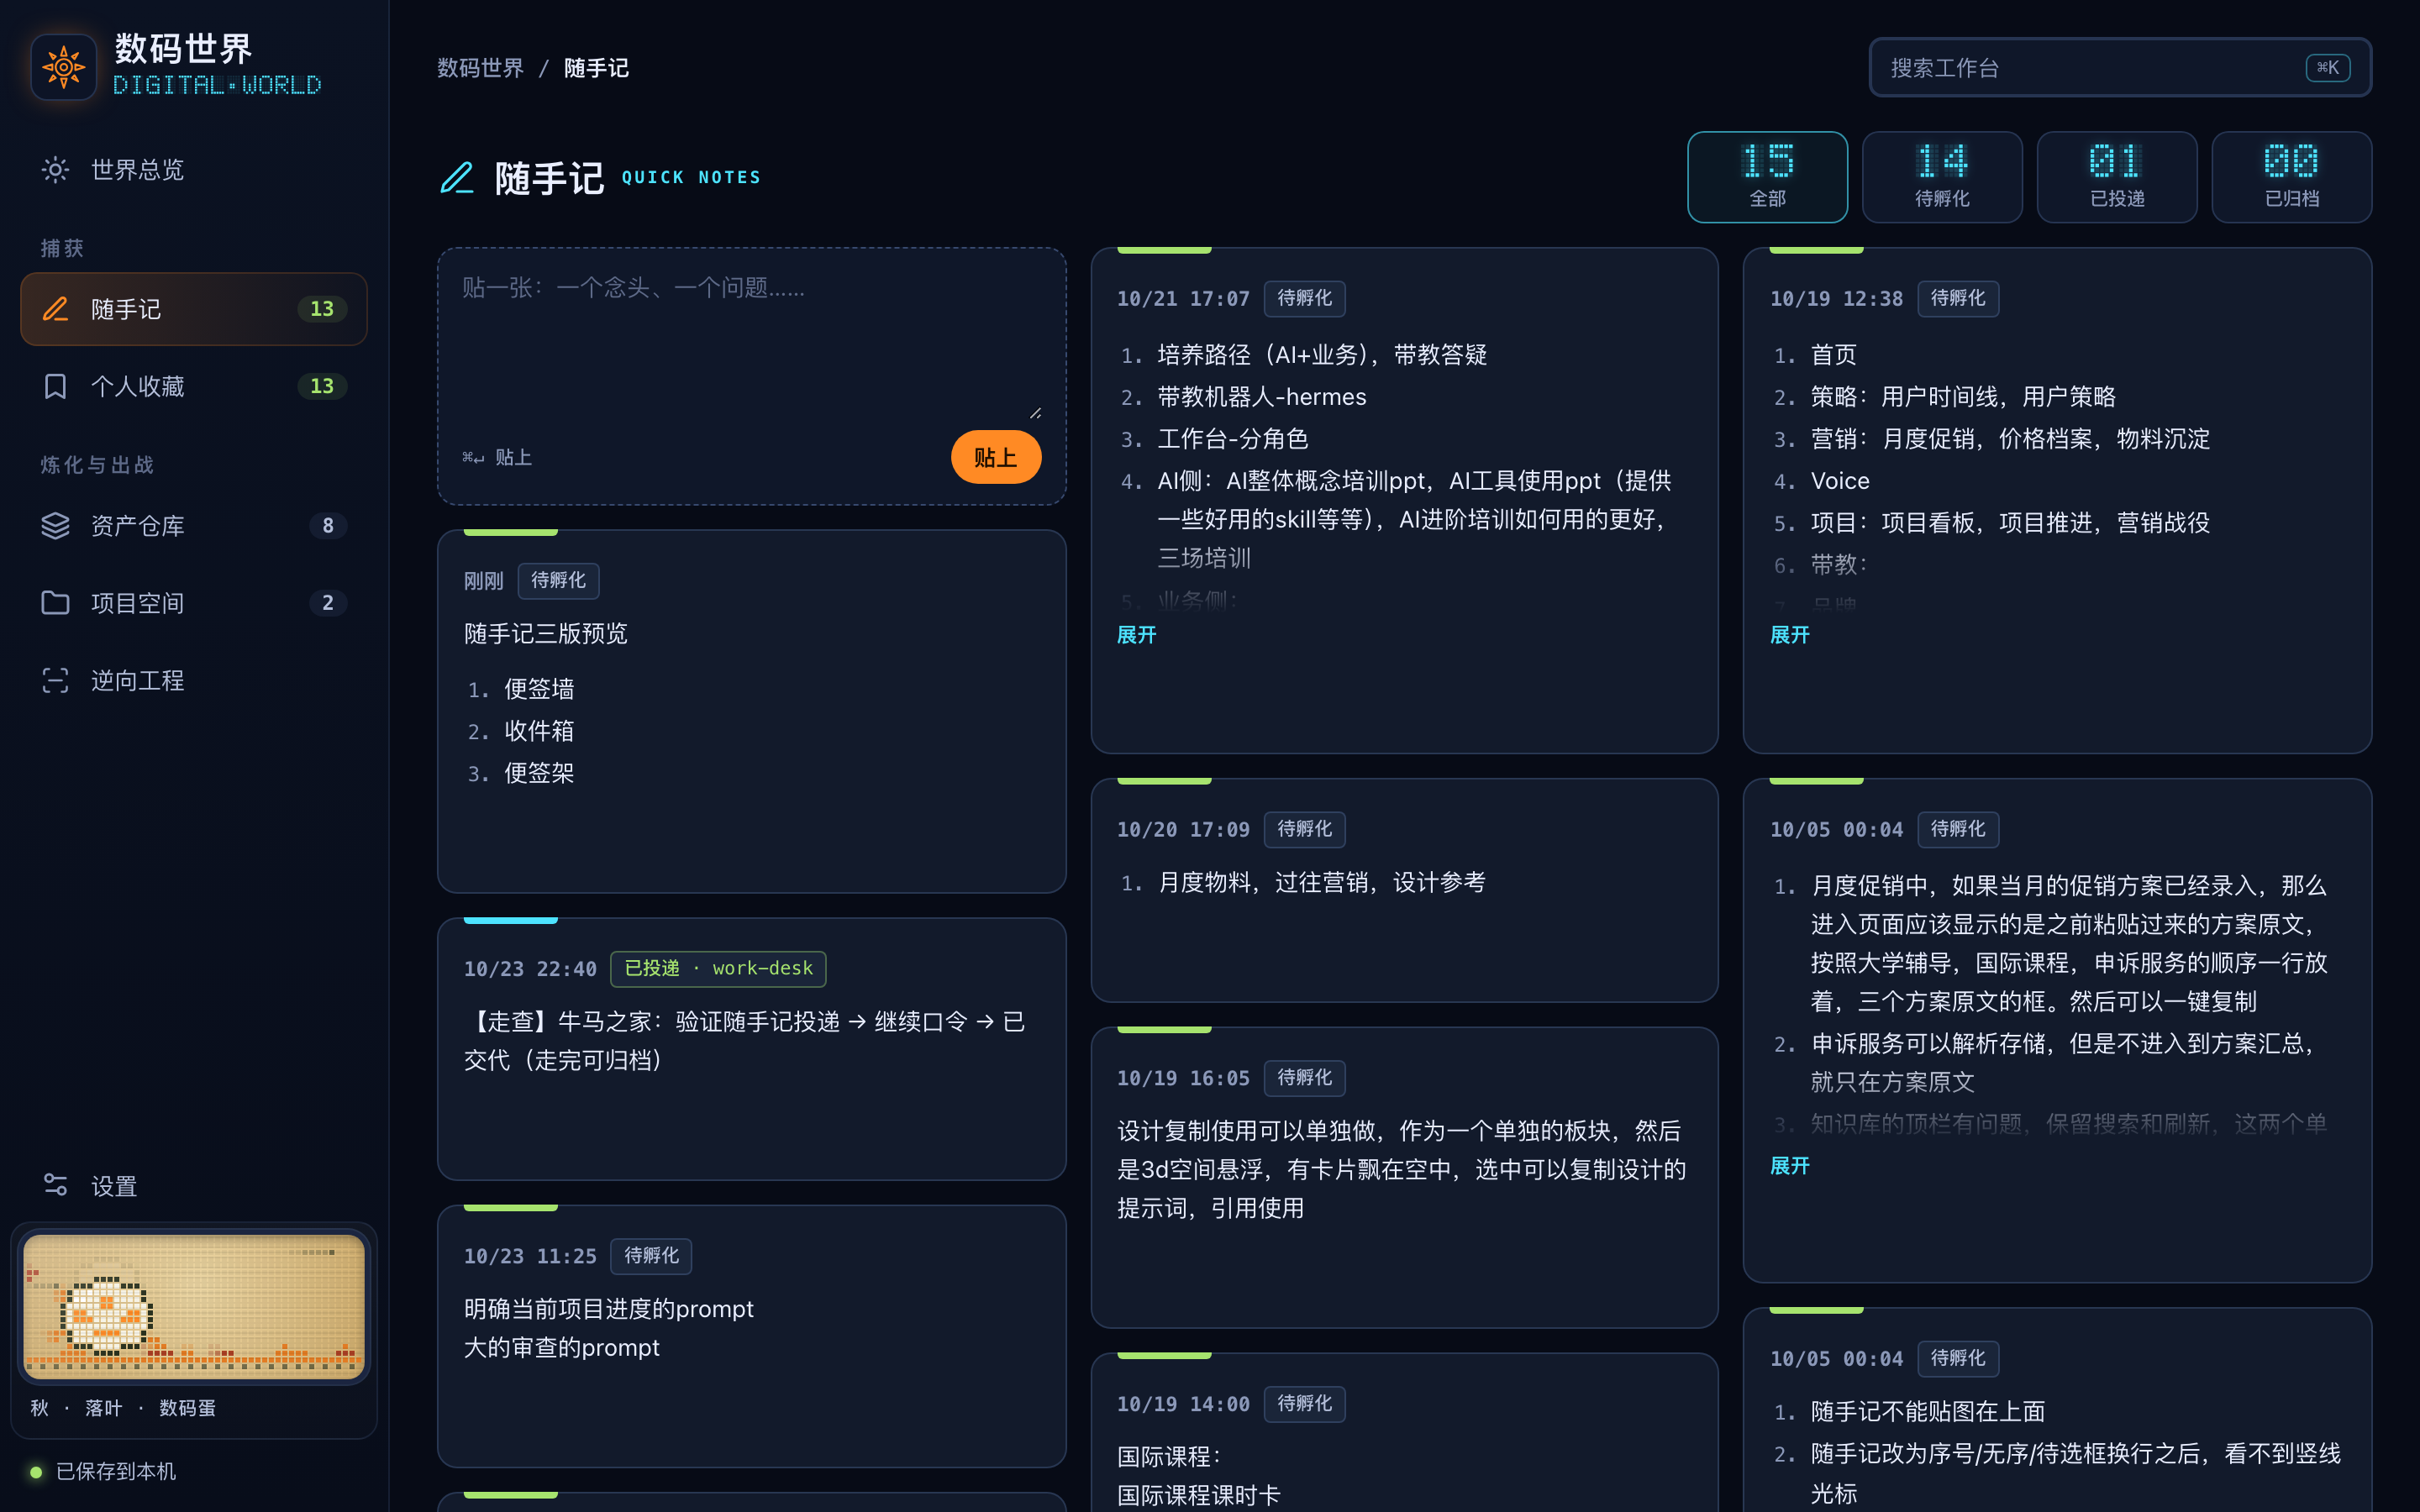 数码世界
DIGITAL·WORLD
世界总览
捕获
随手记 13
个人收藏 13
炼化与出战
资产仓库 8
项目空间 2
逆向工程
设置
秋 · 落叶 · 数码蛋
已保存到本机
数码世界 / 随手记
搜索工作台 ⌘K
随手记 QUICK NOTES
15 全部
14 待孵化
01 已投递
00 已归档
贴一张：一个念头、一个问题……
⌘↵ 贴上
贴上
刚刚 待孵化
随手记三版预览
1. 便签墙
2. 收件箱
3. 便签架
10/23 22:40 已投递 · work-desk
【走查】牛马之家：验证随手记投递 → 继续口令 → 已
交代（走完可归档）
10/23 11:25 待孵化
明确当前项目进度的prompt
大的审查的prompt
10/21 17:07 待孵化
1. 培养路径（AI+业务），带教答疑
2. 带教机器人-hermes
3. 工作台-分角色
4. AI侧：AI整体概念培训ppt，AI工具使用ppt（提供
一些好用的skill等等），AI进阶培训如何用的更好，
三场培训
5. 业务侧：
展开
10/20 17:09 待孵化
1. 月度物料，过往营销，设计参考
10/19 16:05 待孵化
设计复制使用可以单独做，作为一个单独的板块，然后
是3d空间悬浮，有卡片飘在空中，选中可以复制设计的
提示词，引用使用
10/19 14:00 待孵化
国际课程：
国际课程课时卡
10/19 12:38 待孵化
1. 首页
2. 策略：用户时间线，用户策略
3. 营销：月度促销，价格档案，物料沉淀
4. Voice
5. 项目：项目看板，项目推进，营销战役
6. 带教：
7. 品牌
展开
10/05 00:04 待孵化
1. 月度促销中，如果当月的促销方案已经录入，那么
进入页面应该显示的是之前粘贴过来的方案原文，
按照大学辅导，国际课程，申诉服务的顺序一行放
着，三个方案原文的框。然后可以一键复制
2. 申诉服务可以解析存储，但是不进入到方案汇总，
就只在方案原文
3. 知识库的顶栏有问题，保留搜索和刷新，这两个单
展开
10/05 00:04 待孵化
1. 随手记不能贴图在上面
2. 随手记改为序号/无序/待选框换行之后，看不到竖线
光标